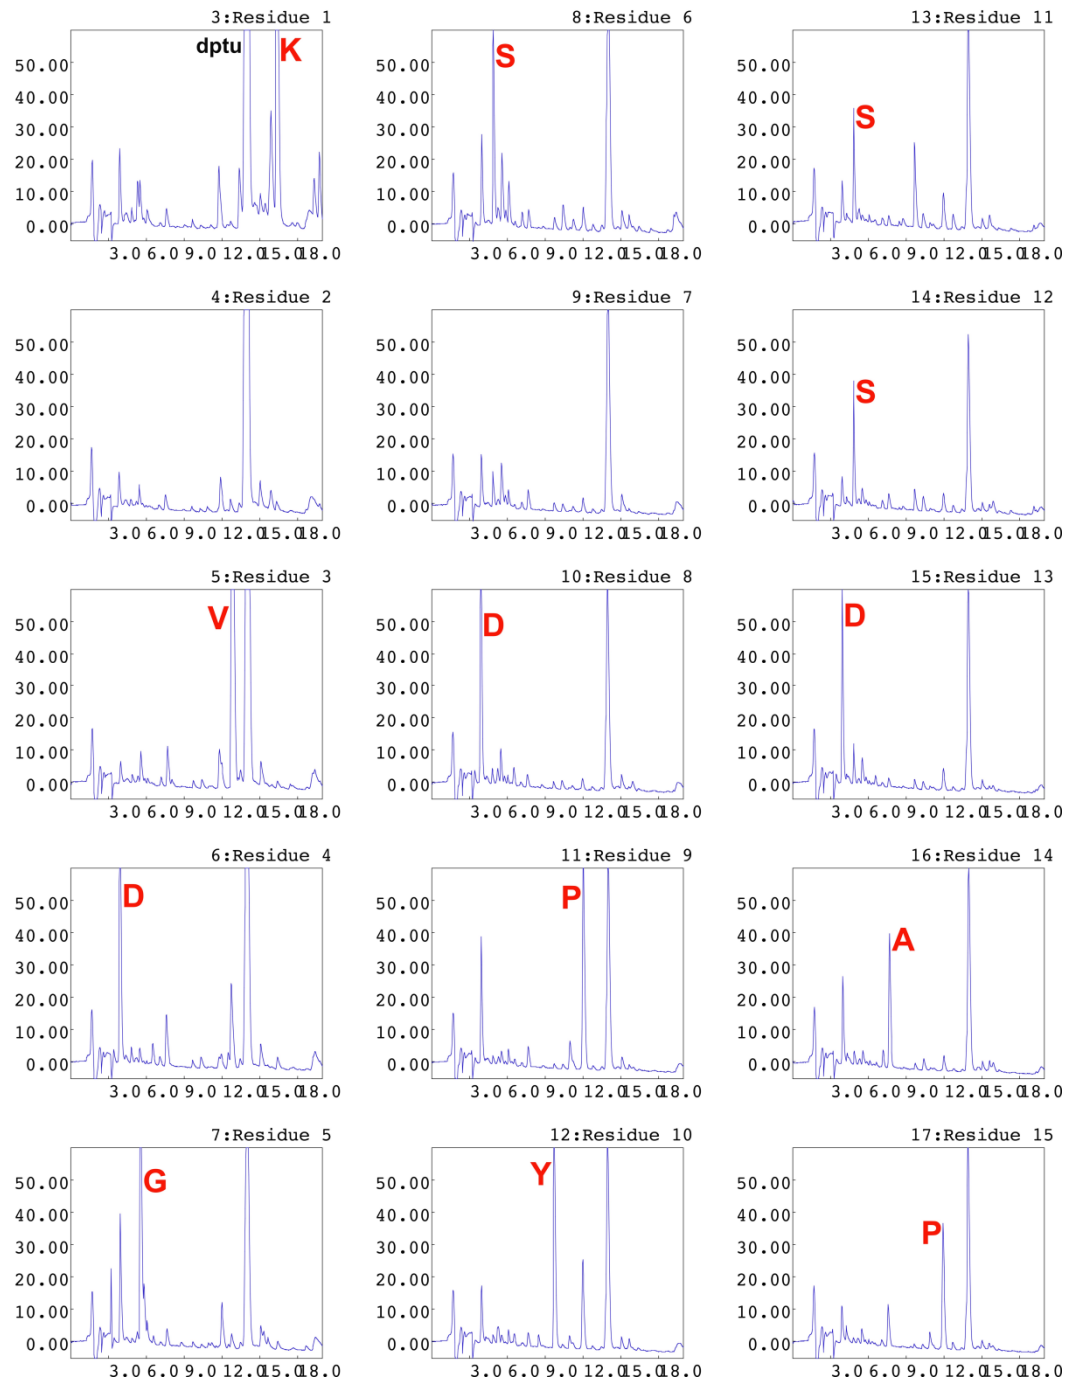 3:Residue 1
dptu
K
50.00
40.00
30.00
20.00
10.00
0.00
3.0 6.0 9.0 12.0 15.0 18.0
4:Residue 2
50.00
40.00
30.00
20.00
10.00
0.00
3.0 6.0 9.0 12.0 15.0 18.0
5:Residue 3
V
50.00
40.00
30.00
20.00
10.00
0.00
3.0 6.0 9.0 12.0 15.0 18.0
6:Residue 4
D
50.00
40.00
30.00
20.00
10.00
0.00
3.0 6.0 9.0 12.0 15.0 18.0
7:Residue 5
G
50.00
40.00
30.00
20.00
10.00
0.00
3.0 6.0 9.0 12.0 15.0 18.0
8:Residue 6
S
50.00
40.00
30.00
20.00
10.00
0.00
3.0 6.0 9.0 12.0 15.0 18.0
9:Residue 7
50.00
40.00
30.00
20.00
10.00
0.00
3.0 6.0 9.0 12.0 15.0 18.0
10:Residue 8
D
50.00
40.00
30.00
20.00
10.00
0.00
3.0 6.0 9.0 12.0 15.0 18.0
11:Residue 9
P
50.00
40.00
30.00
20.00
10.00
0.00
3.0 6.0 9.0 12.0 15.0 18.0
12:Residue 10
Y
50.00
40.00
30.00
20.00
10.00
0.00
3.0 6.0 9.0 12.0 15.0 18.0
13:Residue 11
S
50.00
40.00
30.00
20.00
10.00
0.00
3.0 6.0 9.0 12.0 15.0 18.0
14:Residue 12
S
50.00
40.00
30.00
20.00
10.00
0.00
3.0 6.0 9.0 12.0 15.0 18.0
15:Residue 13
D
50.00
40.00
30.00
20.00
10.00
0.00
3.0 6.0 9.0 12.0 15.0 18.0
16:Residue 14
A
50.00
40.00
30.00
20.00
10.00
0.00
3.0 6.0 9.0 12.0 15.0 18.0
17:Residue 15
P
50.00
40.00
30.00
20.00
10.00
0.00
3.0 6.0 9.0 12.0 15.0 18.0